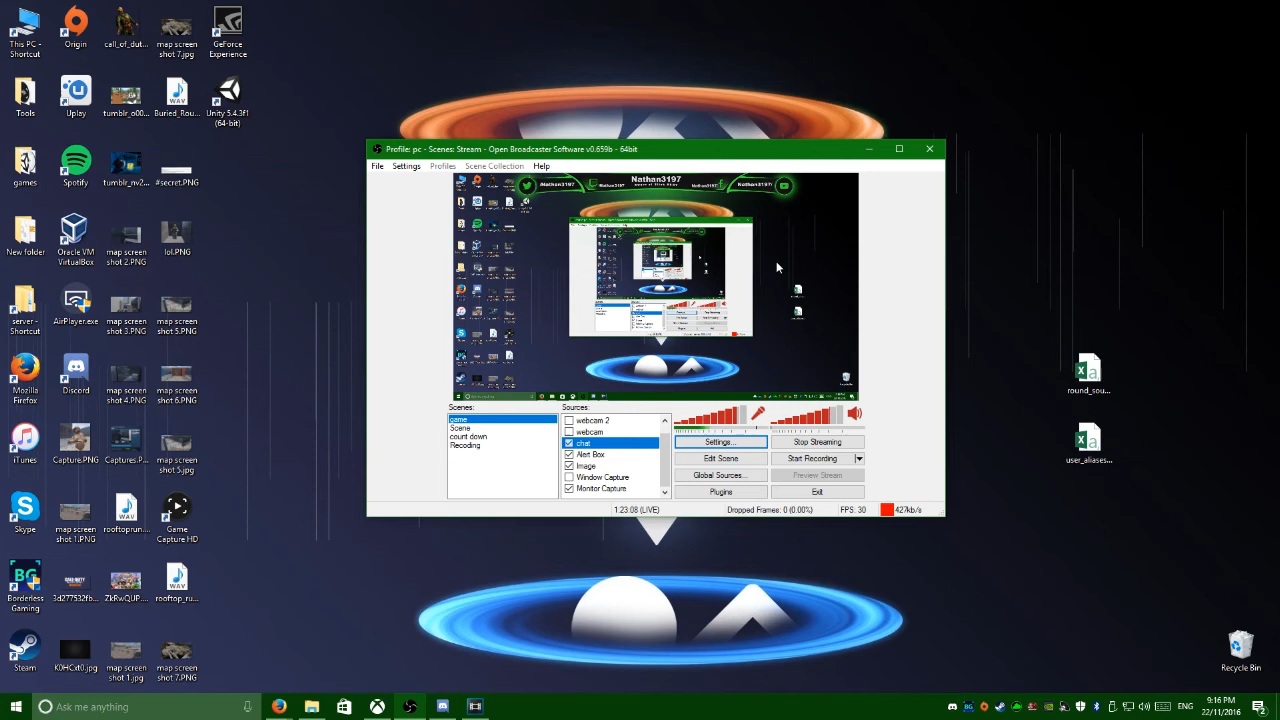 This PC - Shortcut
Origin
call_of_dut...
map screen shot 7.jpg
GeForce Experience
Tools
Uplay
tumblr_o00...
Buried_Rou...
Unity 5.4.3f1 (64-bit)
games
Spotify
tumblr_nv2...
#secret.PNG
New folder
Oracle VM VirtualBox
map screen shot 2.PNG
AirPlayer.exe
map screen shot 3.PNG
map screen shot 5.PNG
Mozilla Firefox
Discord
map screen shot 4.PNG
map screen shot 6.PNG
iTunes
Capture0.PNG
Captures.PNG
map screen shot 5.jpg
Skype
map screen shot 1.PNG
rooftoprun...
Game Capture HD
Borderless Gaming
3d277532fb...
ZkRwQUP....
rooftop_ru...
Steam
K0HCxt0.jpg
map screen shot 1.jpg
map screen shot 7.PNG
Profile: pc - Scenes: Stream - Open Broadcaster Software v0.659b - 64bit
File Settings Profiles Scene Collection Help
/Nathan3197
Nathan3197
Nathan3197
Nathan3197
Nathan3197
Scenes:
game
Scene
count down
Recoding
Sources:
webcam 2
webcam
chat
Alert Box
Image
Window Capture
Monitor Capture
Settings...
Stop Streaming
Edit Scene
Start Recording
Global Sources...
Preview Stream
Plugins
Exit
1:23:08 (LIVE)
Dropped Frames: 0 (0.00%)
FPS: 30
427kb/s
round_sou...
user_aliases...
Recycle Bin
Ask me anything
ENG
9:16 PM
22/11/2016
2